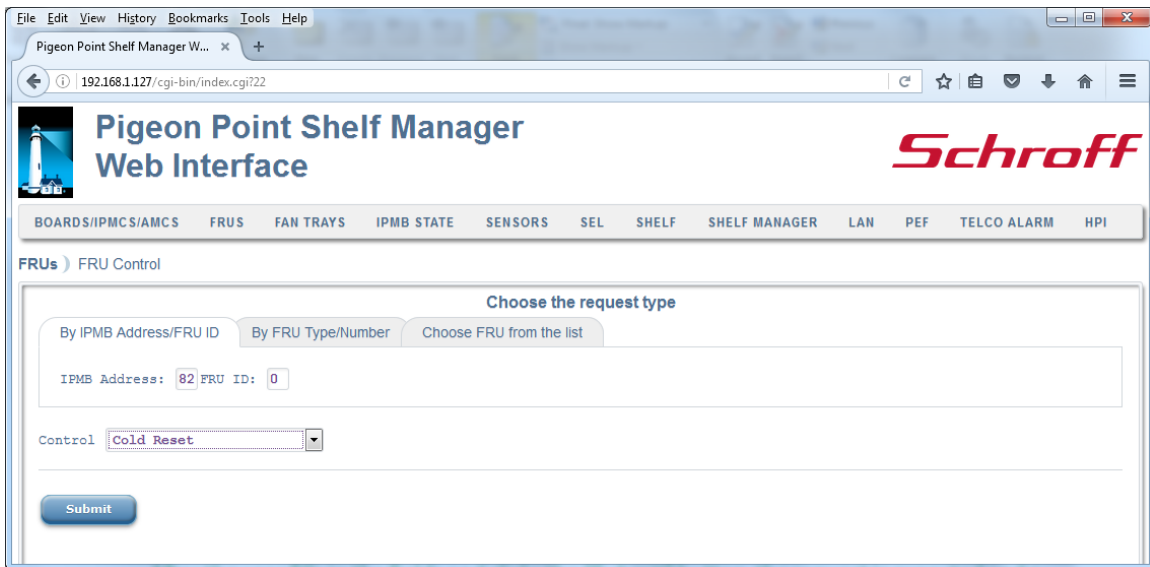 File Edit View History Bookmarks Tools Help
Pigeon Point Shelf Manager W... × +
192.168.1.127/cgi-bin/index.cgi?22
Pigeon Point Shelf Manager
Web Interface
Schroff
BOARDS/IPMCS/AMCS FRUS FAN TRAYS IPMB STATE SENSORS SEL SHELF SHELF MANAGER LAN PEF TELCO ALARM HPI
FRUs ) FRU Control
Choose the request type
By IPMB Address/FRU ID By FRU Type/Number Choose FRU from the list
IPMB Address: 82 FRU ID: 0
Control Cold Reset
Submit